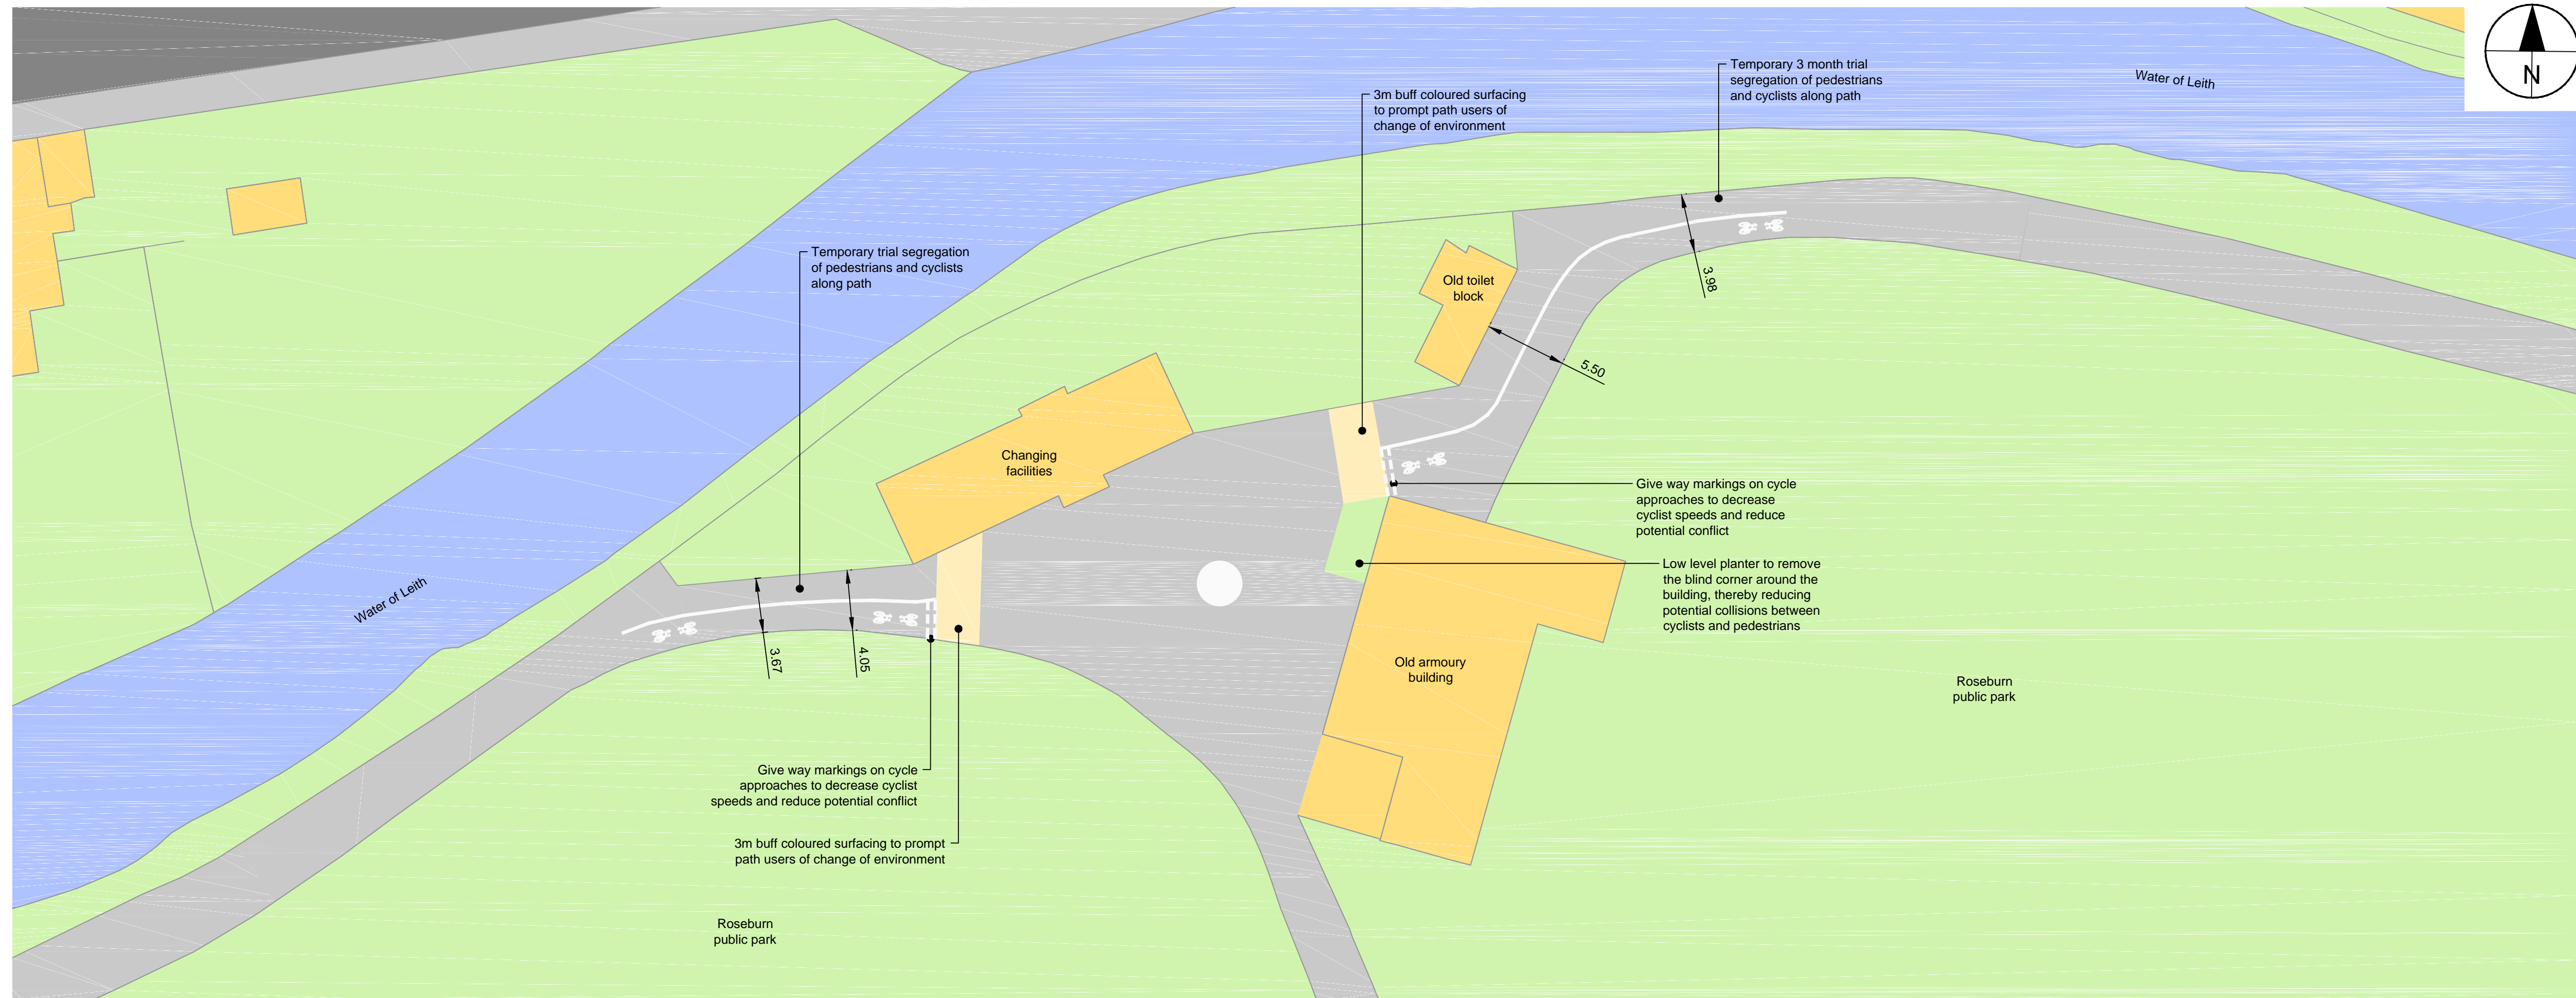 N
Water of Leith
Temporary 3 month trial
segregation of pedestrians
and cyclists along path
3m buff coloured surfacing
to prompt path users of
change of environment
Temporary trial segregation
of pedestrians and cyclists
along path
Old toilet
block
3.98
5.50
Changing
facilities
Give way markings on cycle
approaches to decrease
cyclist speeds and reduce
potential conflict
Low level planter to remove
the blind corner around the
building, thereby reducing
potential collisions between
cyclists and pedestrians
Water of Leith
3.67
4.05
Old armoury
building
Roseburn
public park
Give way markings on cycle
approaches to decrease cyclist
speeds and reduce potential conflict
3m buff coloured surfacing to prompt
path users of change of environment
Roseburn
public park